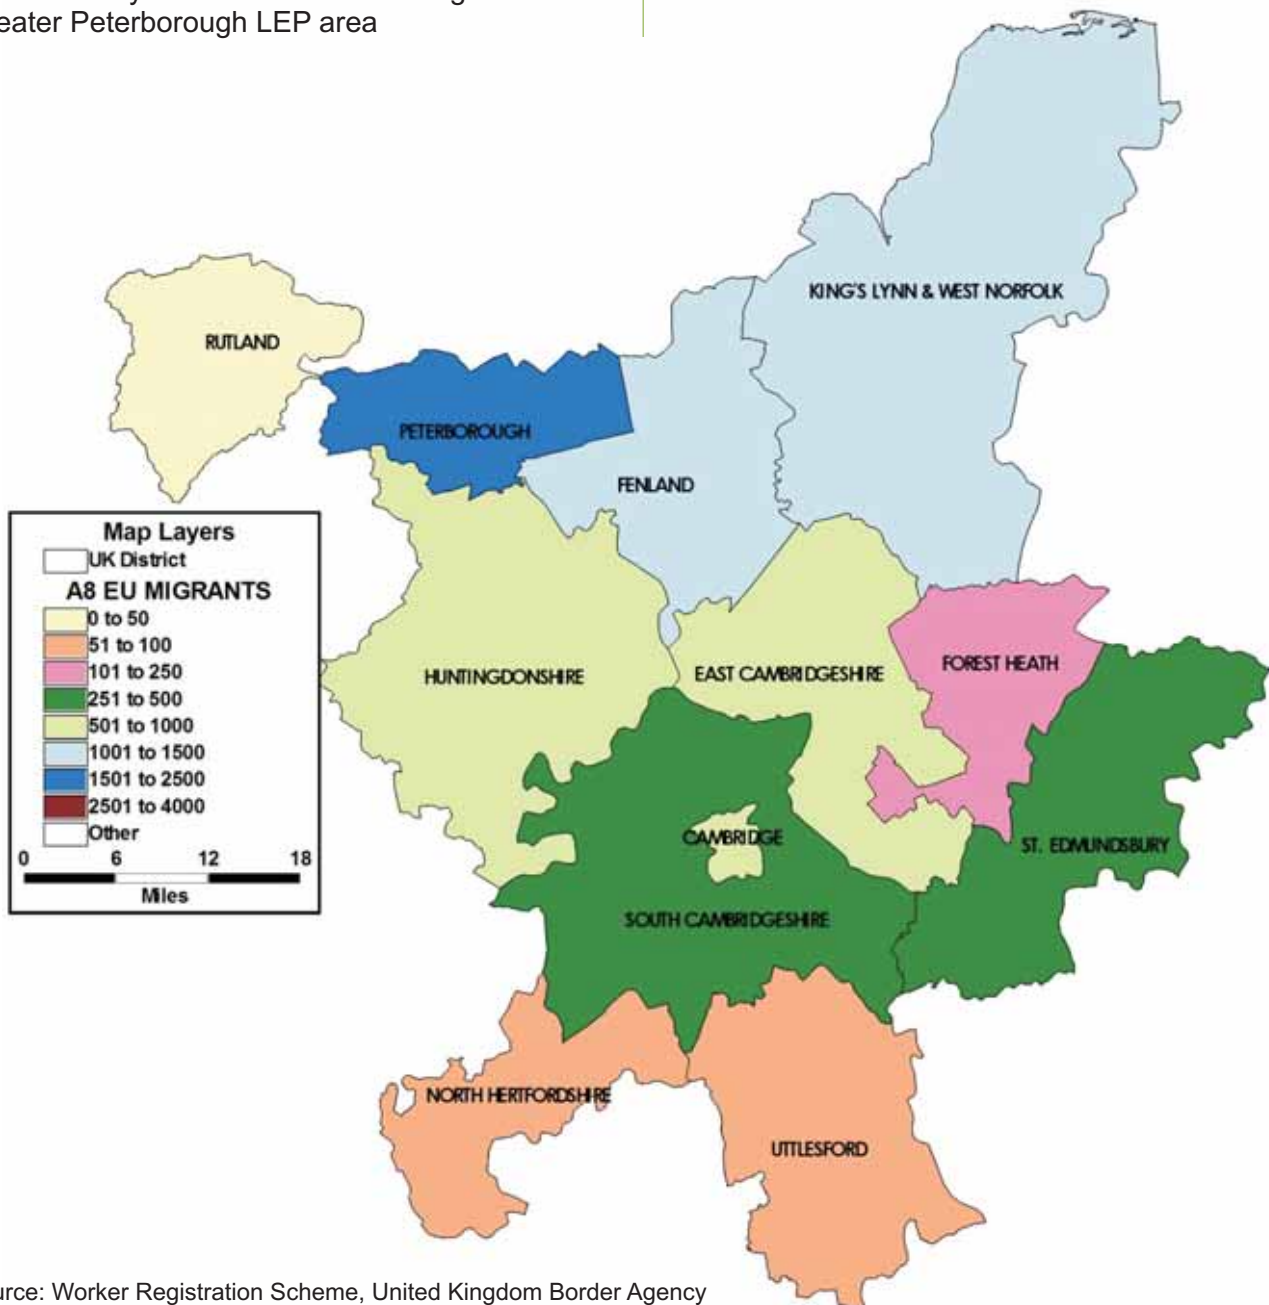 eater Peterborough LEP area
KING'S LYNN & WEST NORFOLK
RUTLAND
PETERBOROUGH
FENLAND
Map Layers
UK District
A8 EU MIGRANTS
0 to 50
51 to 100
101 to 250
251 to 500
501 to 1000
1001 to 1500
1501 to 2500
2501 to 4000
Other
0 6 12 18
Miles
HUNTINGDONSHIRE
EAST CAMBRIDGESHIRE
FOREST HEATH
CAMBRIDGE
ST. EDMUNDSBURY
SOUTH CAMBRIDGESHIRE
NORTH HERTFORDSHIRE
UTTLESFORD
urce: Worker Registration Scheme, United Kingdom Border Agency